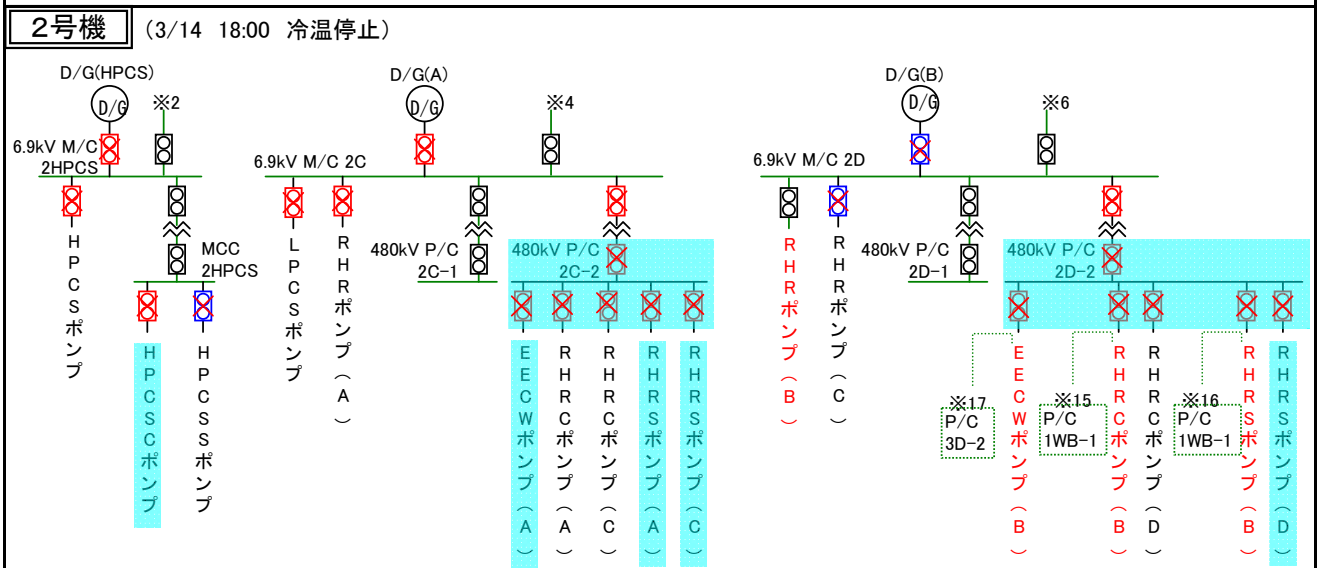 2号機 (3/14 18:00 冷温停止)
D/G(HPCS)
D/G
※2
6.9kV M/C
2HPCS
HPCSポンプ
MCC
2HPCS
HPCSCポンプ
HPCSSポンプ
D/G(A)
D/G
※4
6.9kV M/C 2C
LPCSポンプ
RHRポンプ(A)
480kV P/C
2C-1
480kV P/C
2C-2
EECWポンプ(A)
RHRCポンプ(A)
RHRCポンプ(C)
RHRSポンプ(A)
RHRSポンプ(C)
D/G(B)
D/G
※6
6.9kV M/C 2D
RHRポンプ(B)
RHRポンプ(C)
480kV P/C
2D-1
480kV P/C
2D-2
※17
P/C
3D-2
EECWポンプ(B)
※15
P/C
1WB-1
RHRCポンプ(B)
RHRCポンプ(D)
※16
P/C
1WB-1
RHRSポンプ(B)
RHRSポンプ(D)